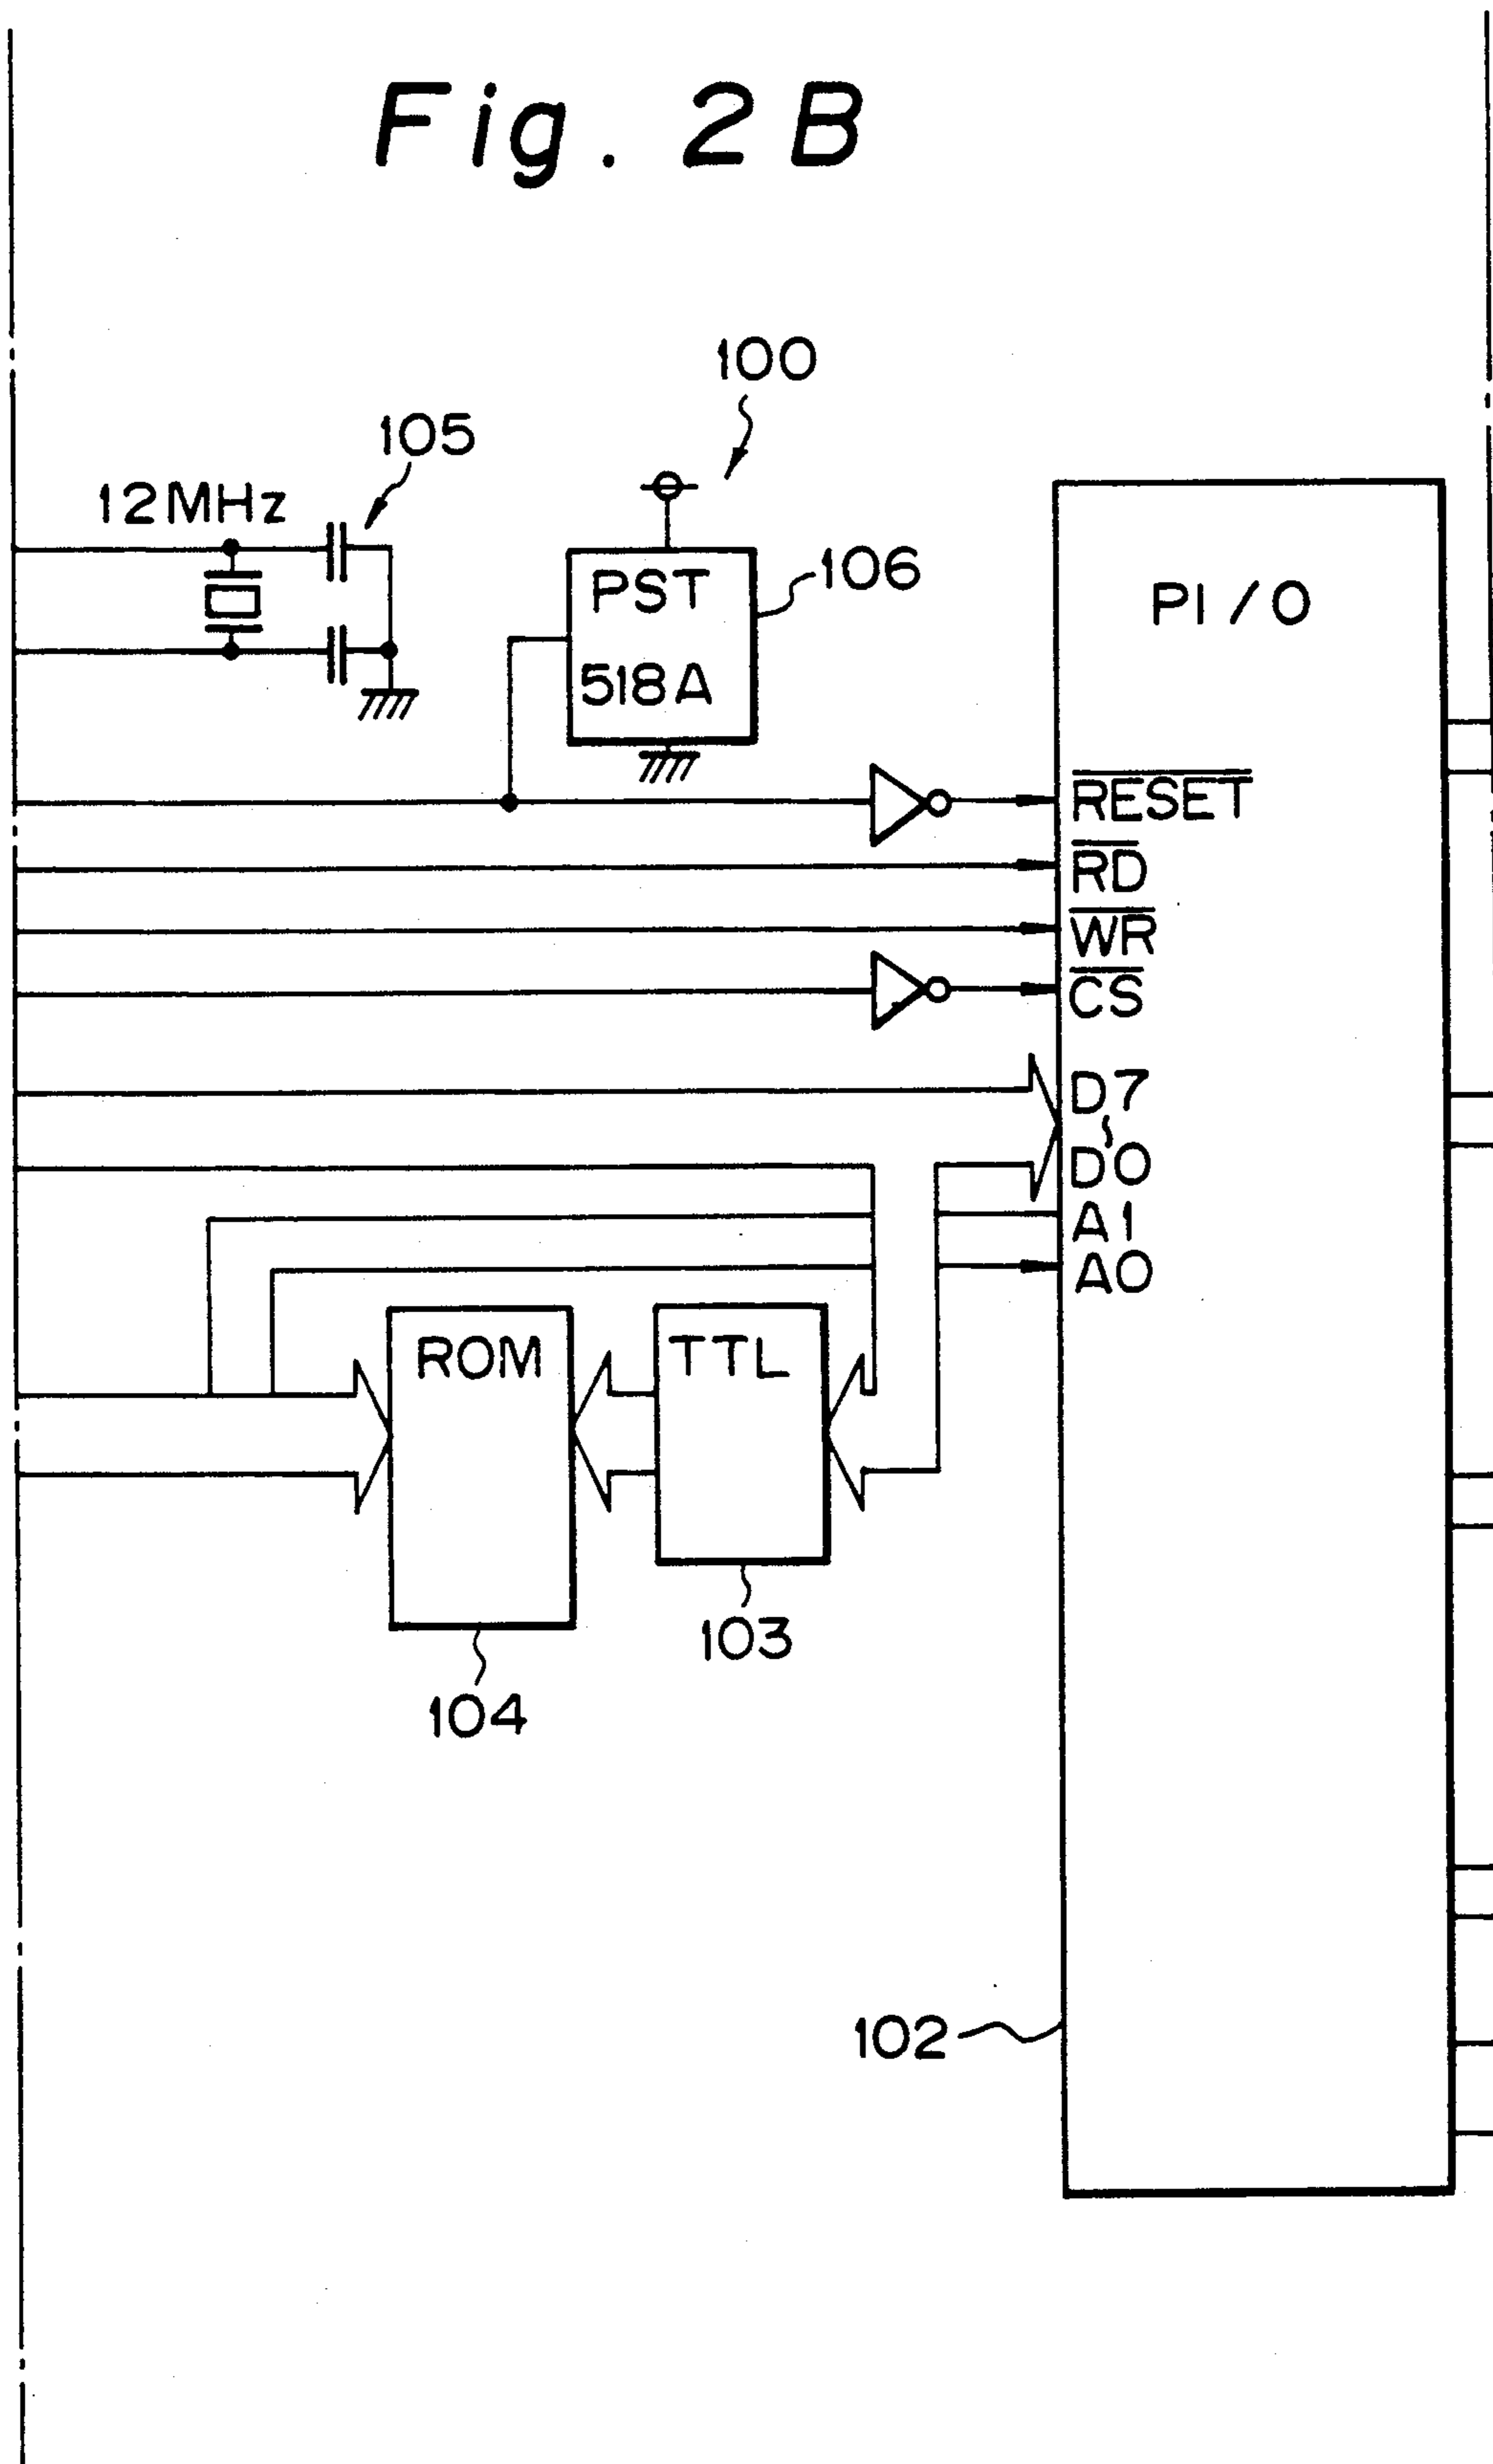 Fig. 2B
100
105
12MHz
PST
518A
106
PI/O
RESET
RD
WR
CS
D7
D0
A1
A0
ROM
TTL
103
104
102